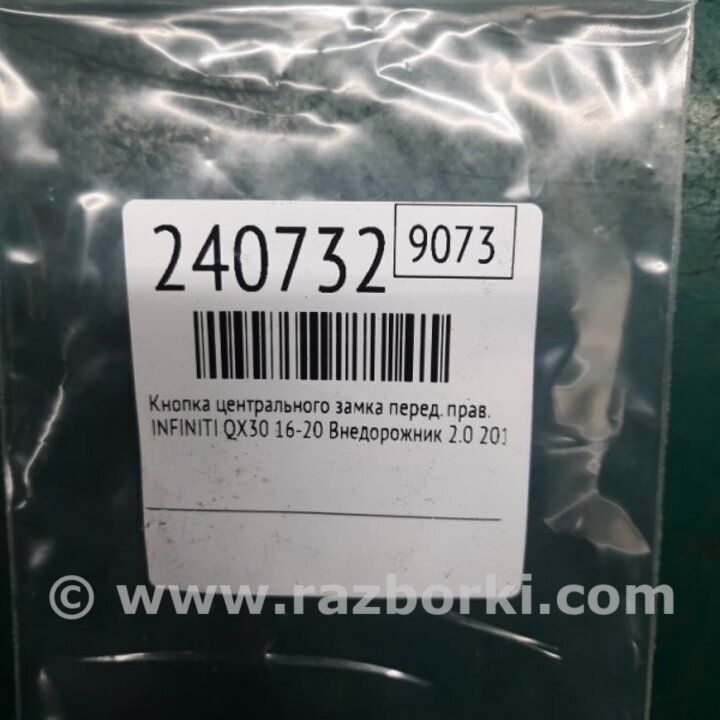 240732 9073
Кнопка центрального замка перед. прав.
INFINITI QX30 16-20 Внедорожник 2.0 201
© www.razborki.com